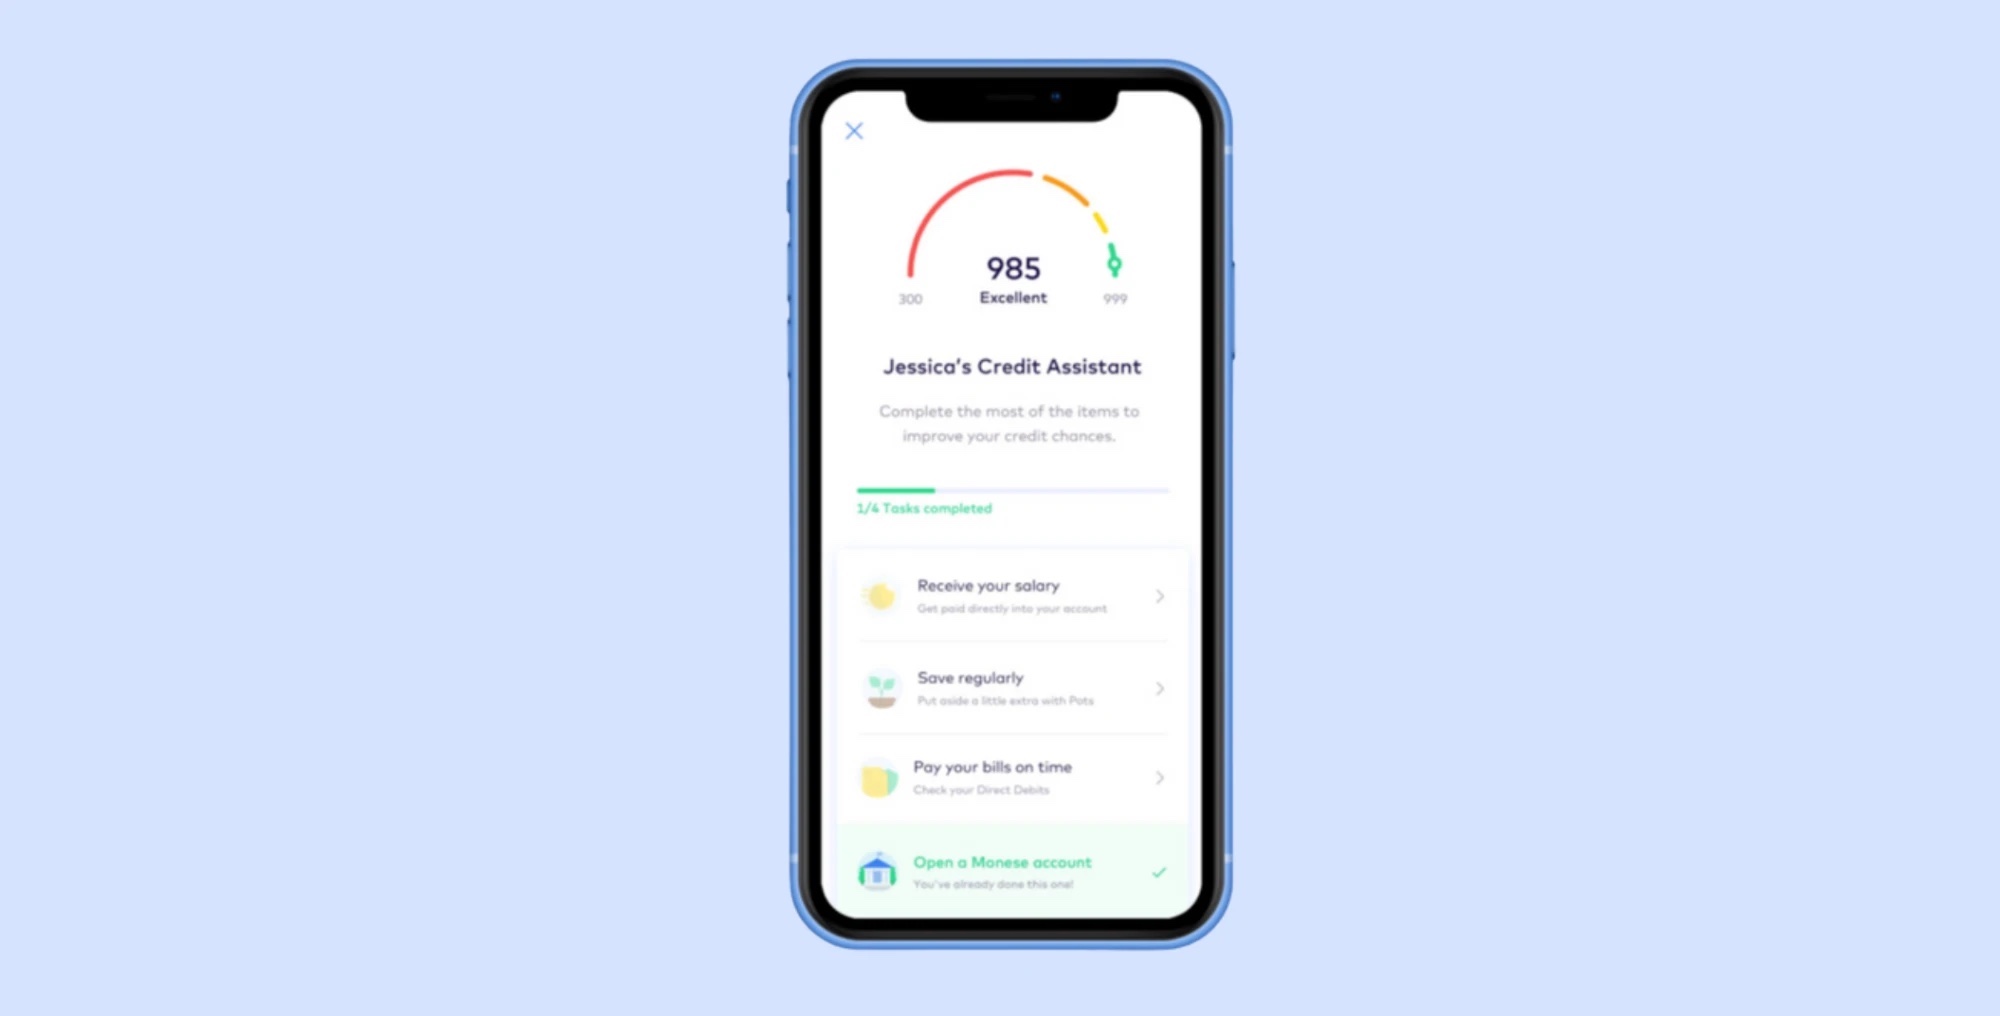 985
Excellent
300
999
Jessica's Credit Assistant
Complete the most of the items to
improve your credit chances.
1/4 Tasks completed
Receive your salary
Get paid directly into your account
Save regularly
Put aside a little extra with Pots
Pay your bills on time
Check your Direct Debits
Open a Monese account
You've already done this one!